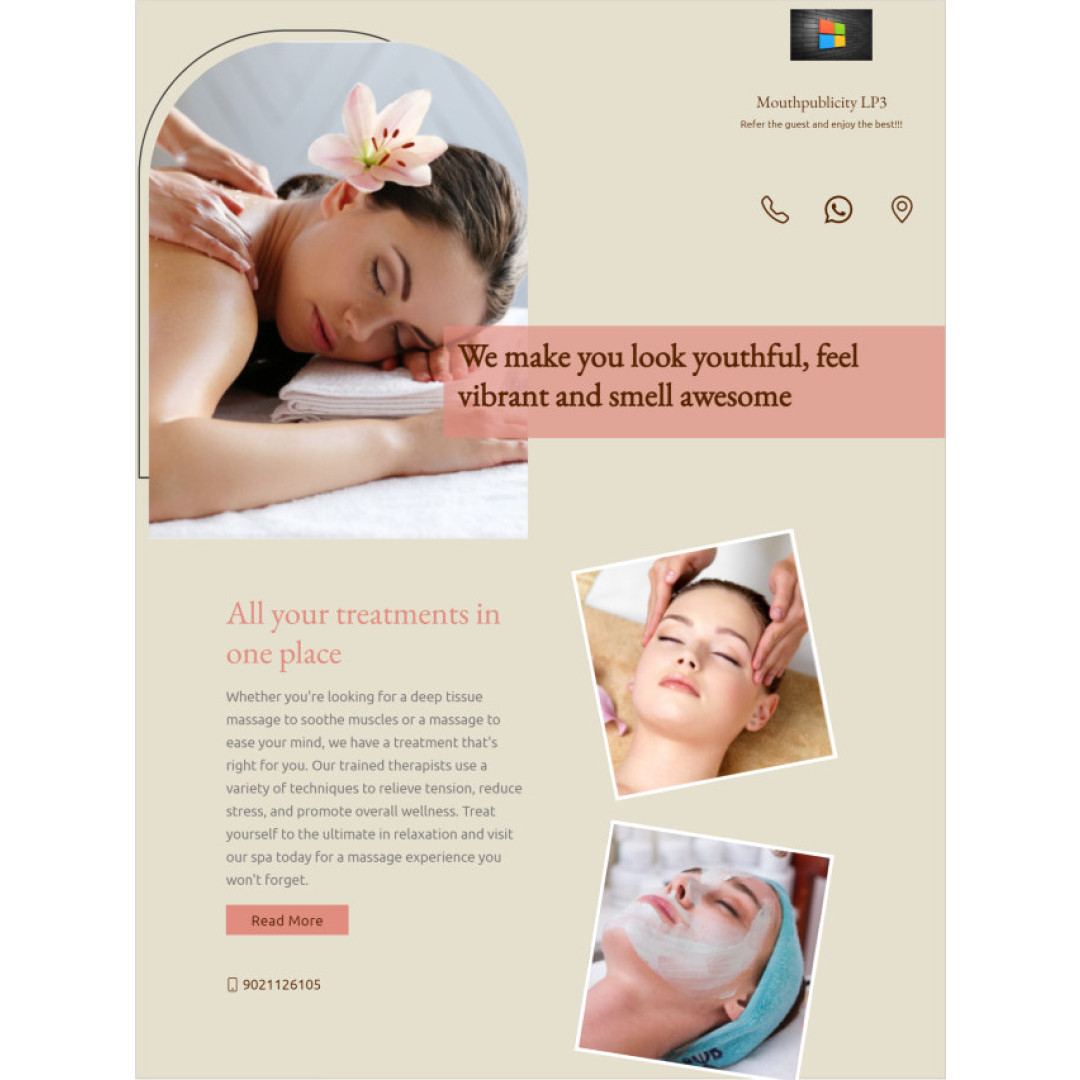 Mouthpublicity LP3
Refer the guest and enjoy the best!!!
We make you look youthful, feel
vibrant and smell awesome
All your treatments in
one place
Whether you're looking for a deep tissue
massage to soothe muscles or a massage to
ease your mind, we have a treatment that's
right for you. Our trained therapists use a
variety of techniques to relieve tension, reduce
stress, and promote overall wellness. Treat
yourself to the ultimate in relaxation and visit
our spa today for a massage experience you
won't forget.
Read More
9021126105